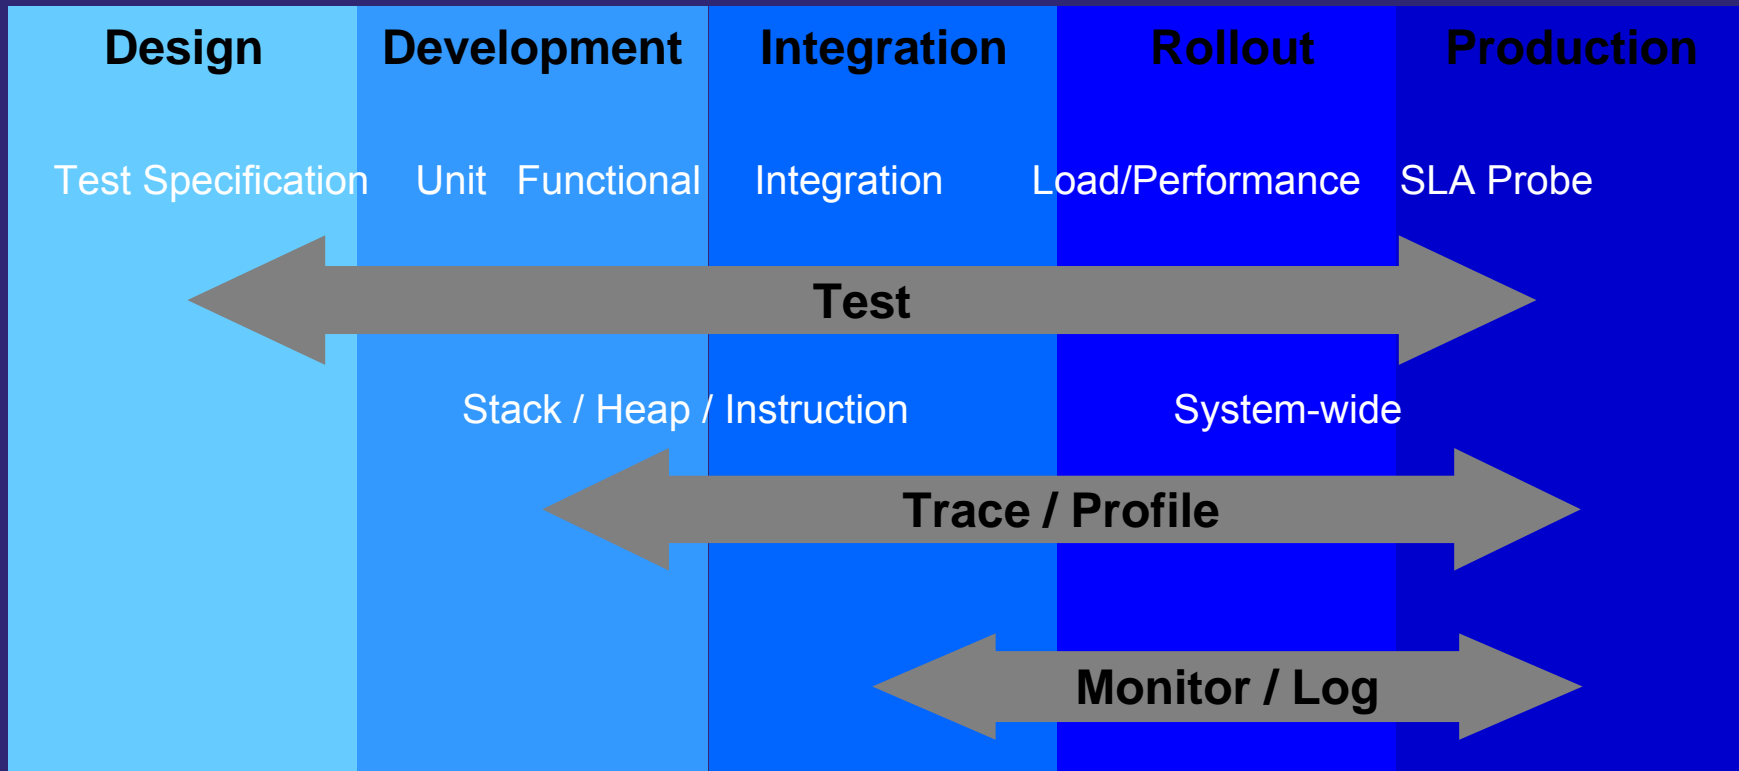 Design Development Integration Rollout Production
Test Specification Unit Functional Integration Load/Performance SLA Probe
Test
Stack / Heap / Instruction System-wide
Trace / Profile
Monitor / Log